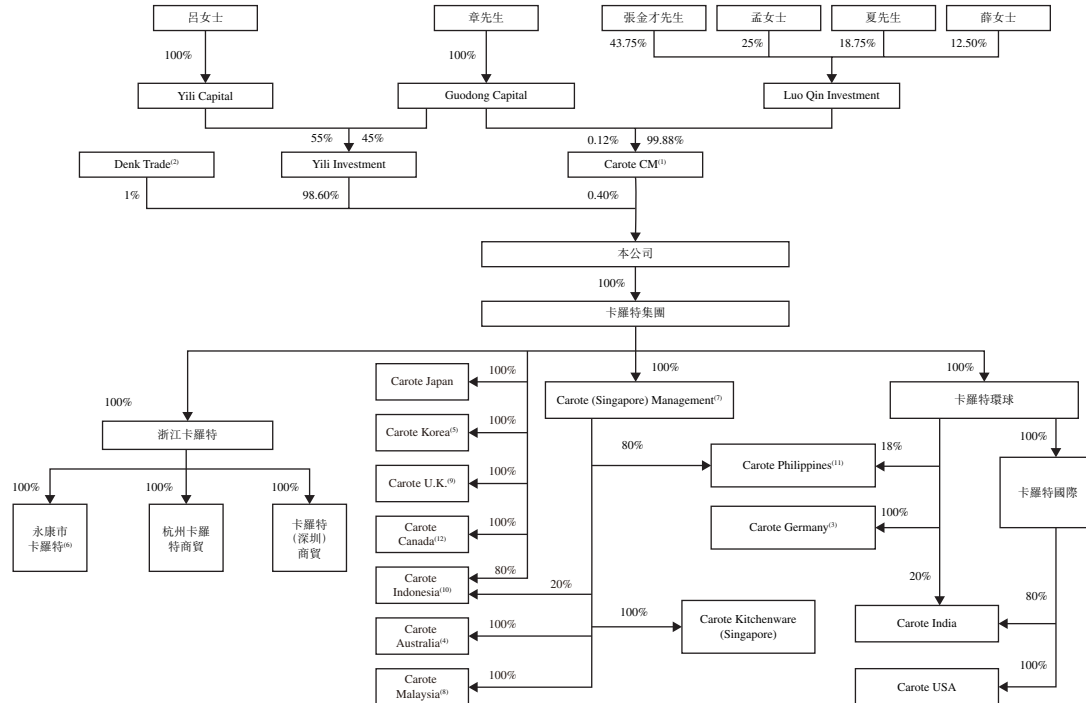 呂女士
章先生
張金才先生
孟女士
夏先生
薛女士
100%
100%
43.75%
25%
18.75%
12.50%
Yili Capital
Guodong Capital
Luo Qin Investment
55%
45%
0.12%
99.88%
Denk Trade(2)
Yili Investment
Carote CM(1)
1%
98.60%
0.40%
本公司
100%
卡羅特集團
100%
100%
100%
100%
Carote Japan
Carote (Singapore) Management(7)
卡羅特環球
浙江卡羅特
100%
Carote Korea(5)
80%
Carote Philippines(11)
18%
100%
卡羅特國際
100%
100%
100%
100%
Carote U.K.(9)
永康市
卡羅特(6)
杭州卡羅
特商貿
卡羅特
(深圳)
商貿
100%
Carote
Canada(12)
Carote Germany(3)
100%
80%
Carote
Indonesia(10)
20%
20%
80%
100%
Carote Kitchenware
(Singapore)
Carote India
100%
Carote
Australia(4)
100%
Carote
Malaysia(8)
100%
Carote USA